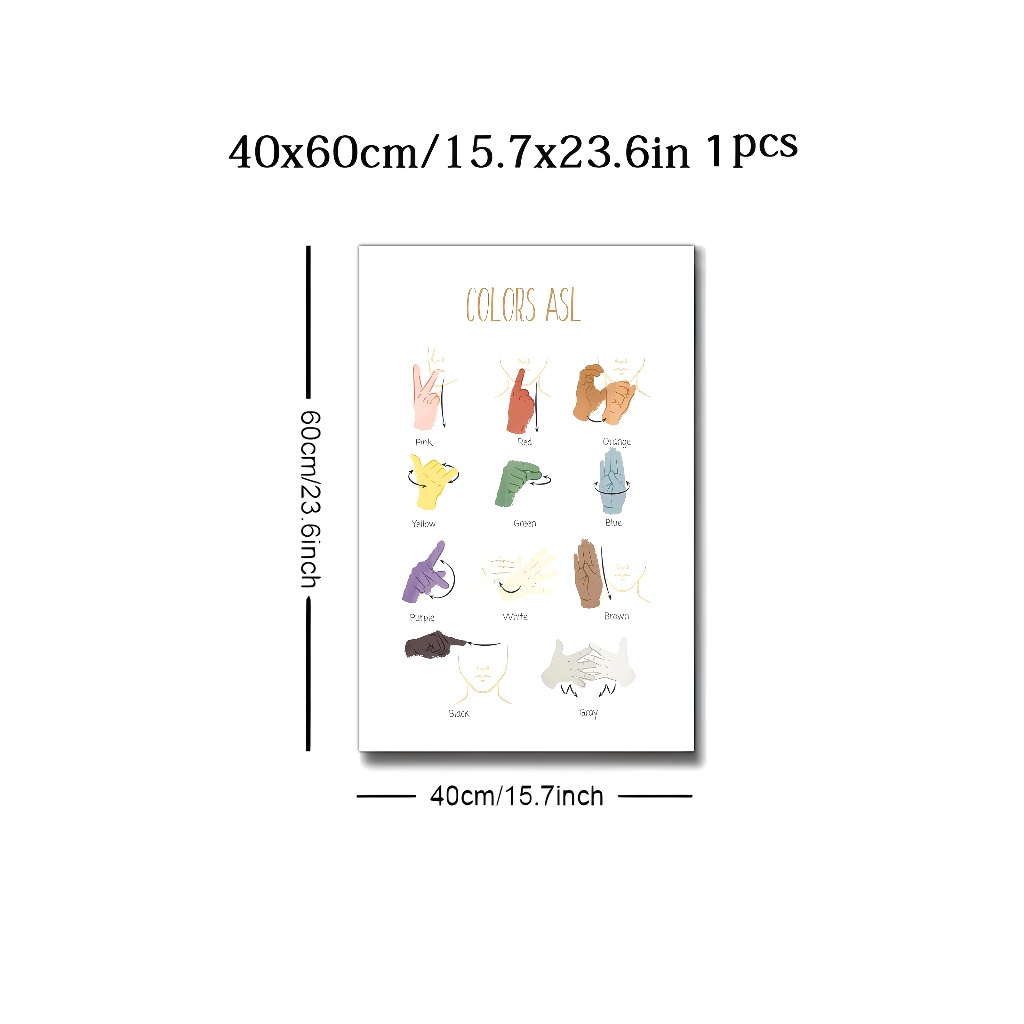 40x60cm/15.7x23.6in 1pcs
60cm/23.6inch
COLORS ASL
Pink Red Orange
Yellow Green Blue
Purple White Brown
Black Gray
40cm/15.7inch